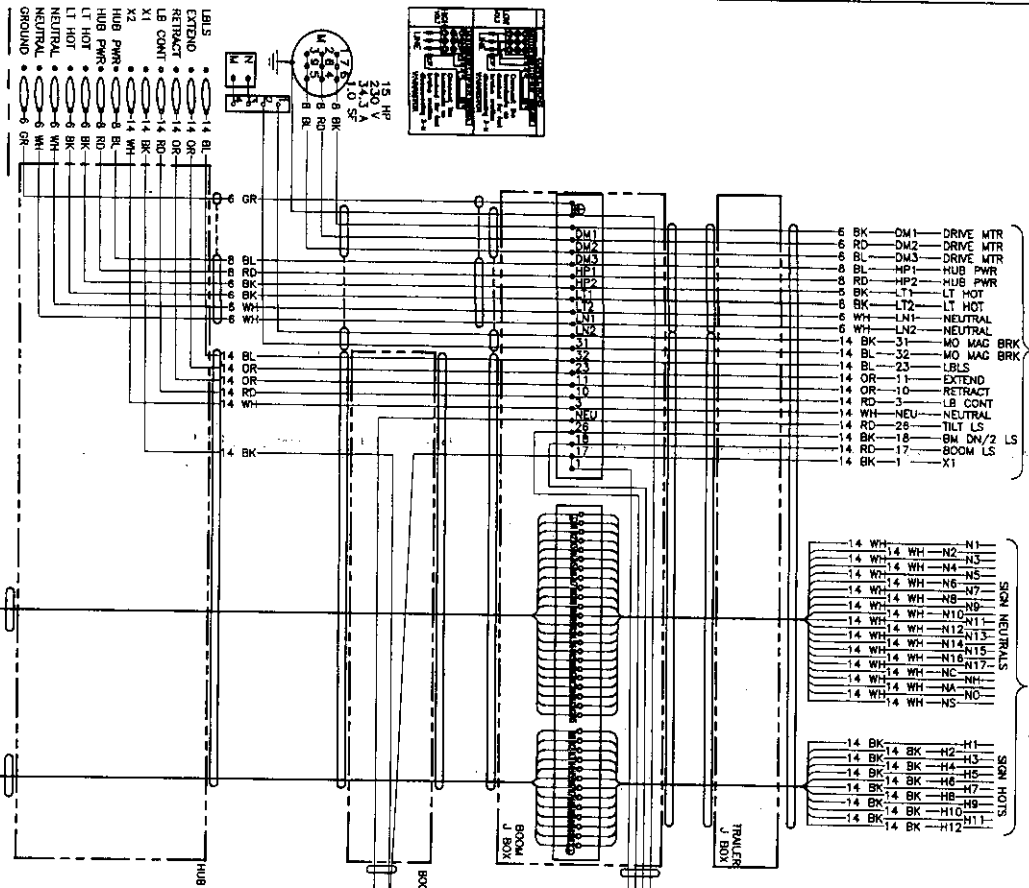 LBLS
EXTEND
RETRACT
LB CONT
X1
X2
HUB PWR
HUB PWR
LT HOT
LT HOT
NEUTRAL
NEUTRAL
GROUND
14 BL
14 OR
14 OR
14 RD
14 BK
14 WH
8 BL
8 RD
6 BK
6 BK
6 WH
6 WH
6 GR
LOW
LINE
HIGH
LINE
15 HP
230 V
34.3 A
1.0 SF
M
1 7 6
2 8 4
3 9 5
8 BK
8 RD
8 BL
N
M
6 GR
8 BL
8 RD
6 BK
6 BK
6 WH
6 WH
14 BL
14 OR
14 OR
14 RD
14 WH
14 BK
DM1
DM2
DM3
HP1
HP2
LT1
LT2
LN1
LN2
31
32
23
11
10
3
NEU
26
18
17
1
6 BK DM1 DRIVE MTR
6 RD DM2 DRIVE MTR
6 BL DM3 DRIVE MTR
8 BL HP1 HUB PWR
8 RD HP2 HUB PWR
6 BK LT1 LT HOT
6 BK LT2 LT HOT
6 WH LN1 NEUTRAL
6 WH LN2 NEUTRAL
14 BK 31 MO MAG BRK
14 BL 32 MO MAG BRK
14 BL 23 LBLS
14 OR 11 EXTEND
14 OR 10 RETRACT
14 RD 3 LB CONT
14 WH NEU NEUTRAL
14 RD 26 TILT LS
14 BK 18 BM DN/2 LS
14 RD 17 BOOM LS
14 BK 1 X1
14 WH N1
14 WH N2
14 WH N3
14 WH N4
14 WH N5
14 WH N6
14 WH N7
14 WH N8
14 WH N9
14 WH N10
14 WH N11
14 WH N12
14 WH N13
14 WH N14
14 WH N15
14 WH N16
14 WH N17
14 WH NC
14 WH NH
14 WH NA
14 WH NO
14 WH NS
SIGN NEUTRALS
14 BK H1
14 BK H2
14 BK H3
14 BK H4
14 BK H5
14 BK H6
14 BK H7
14 BK H8
14 BK H9
14 BK H10
14 BK H11
14 BK H12
SIGN HOTS
TRAILER
J BOX
BOOM
J BOX
HUB